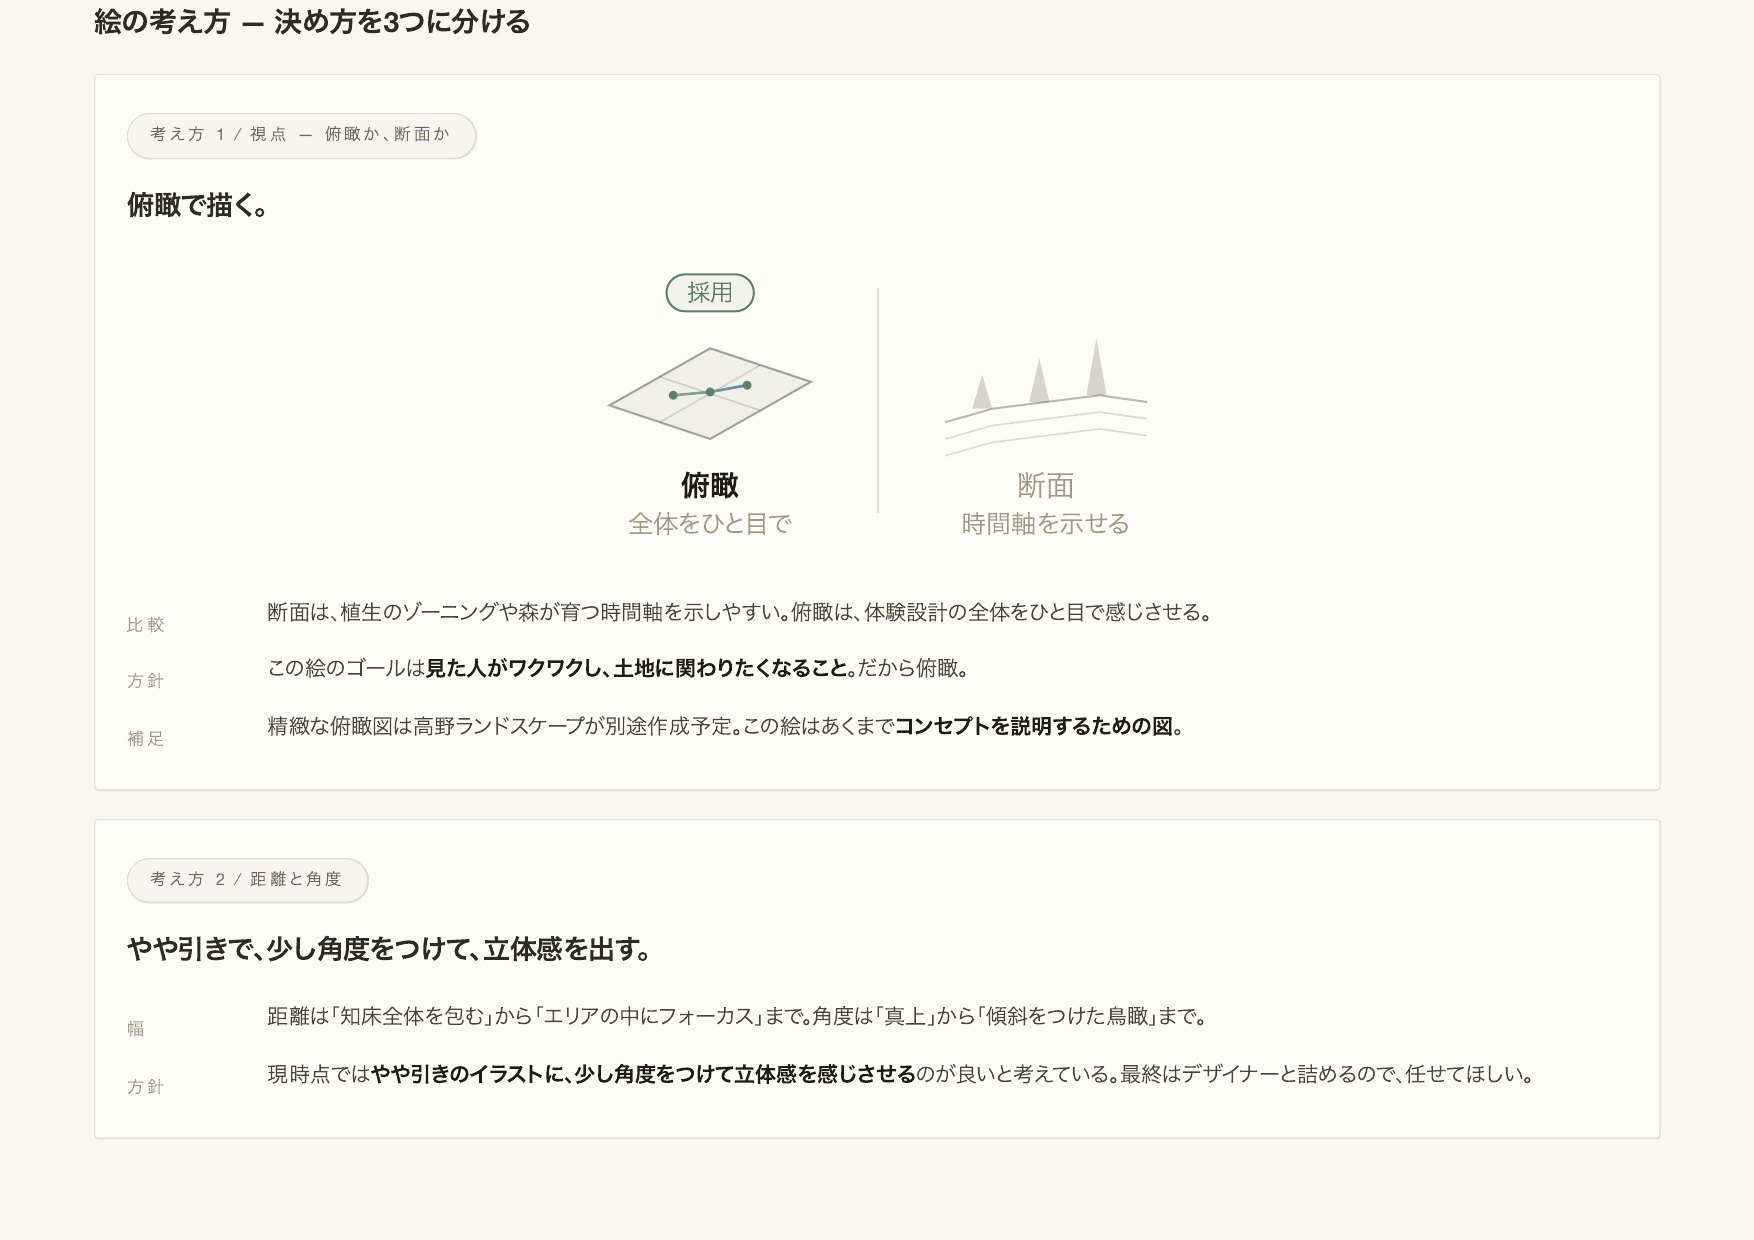 絵の考え方 — 決め方を3つに分ける
考え方 1 / 視点 — 俯瞰か、断面か
俯瞰で描く。
採用
俯瞰
全体をひと目で
断面
時間軸を示せる
比較
断面は、植生のゾーニングや森が育つ時間軸を示しやすい。俯瞰は、体験設計の全体をひと目で感じさせる。
方針
この絵のゴールは見た人がワクワクし、土地に関わりたくなること。だから俯瞰。
補足
精緻な俯瞰図は高野ランドスケープが別途作成予定。この絵はあくまでコンセプトを説明するための図。
考え方 2 / 距離と角度
やや引きで、少し角度をつけて、立体感を出す。
幅
距離は「知床全体を包む」から「エリアの中にフォーカス」まで。角度は「真上」から「傾斜をつけた鳥瞰」まで。
方針
現時点ではやや引きのイラストに、少し角度をつけて立体感を感じさせるのが良いと考えている。最終はデザイナーと詰めるので、任せてほしい。